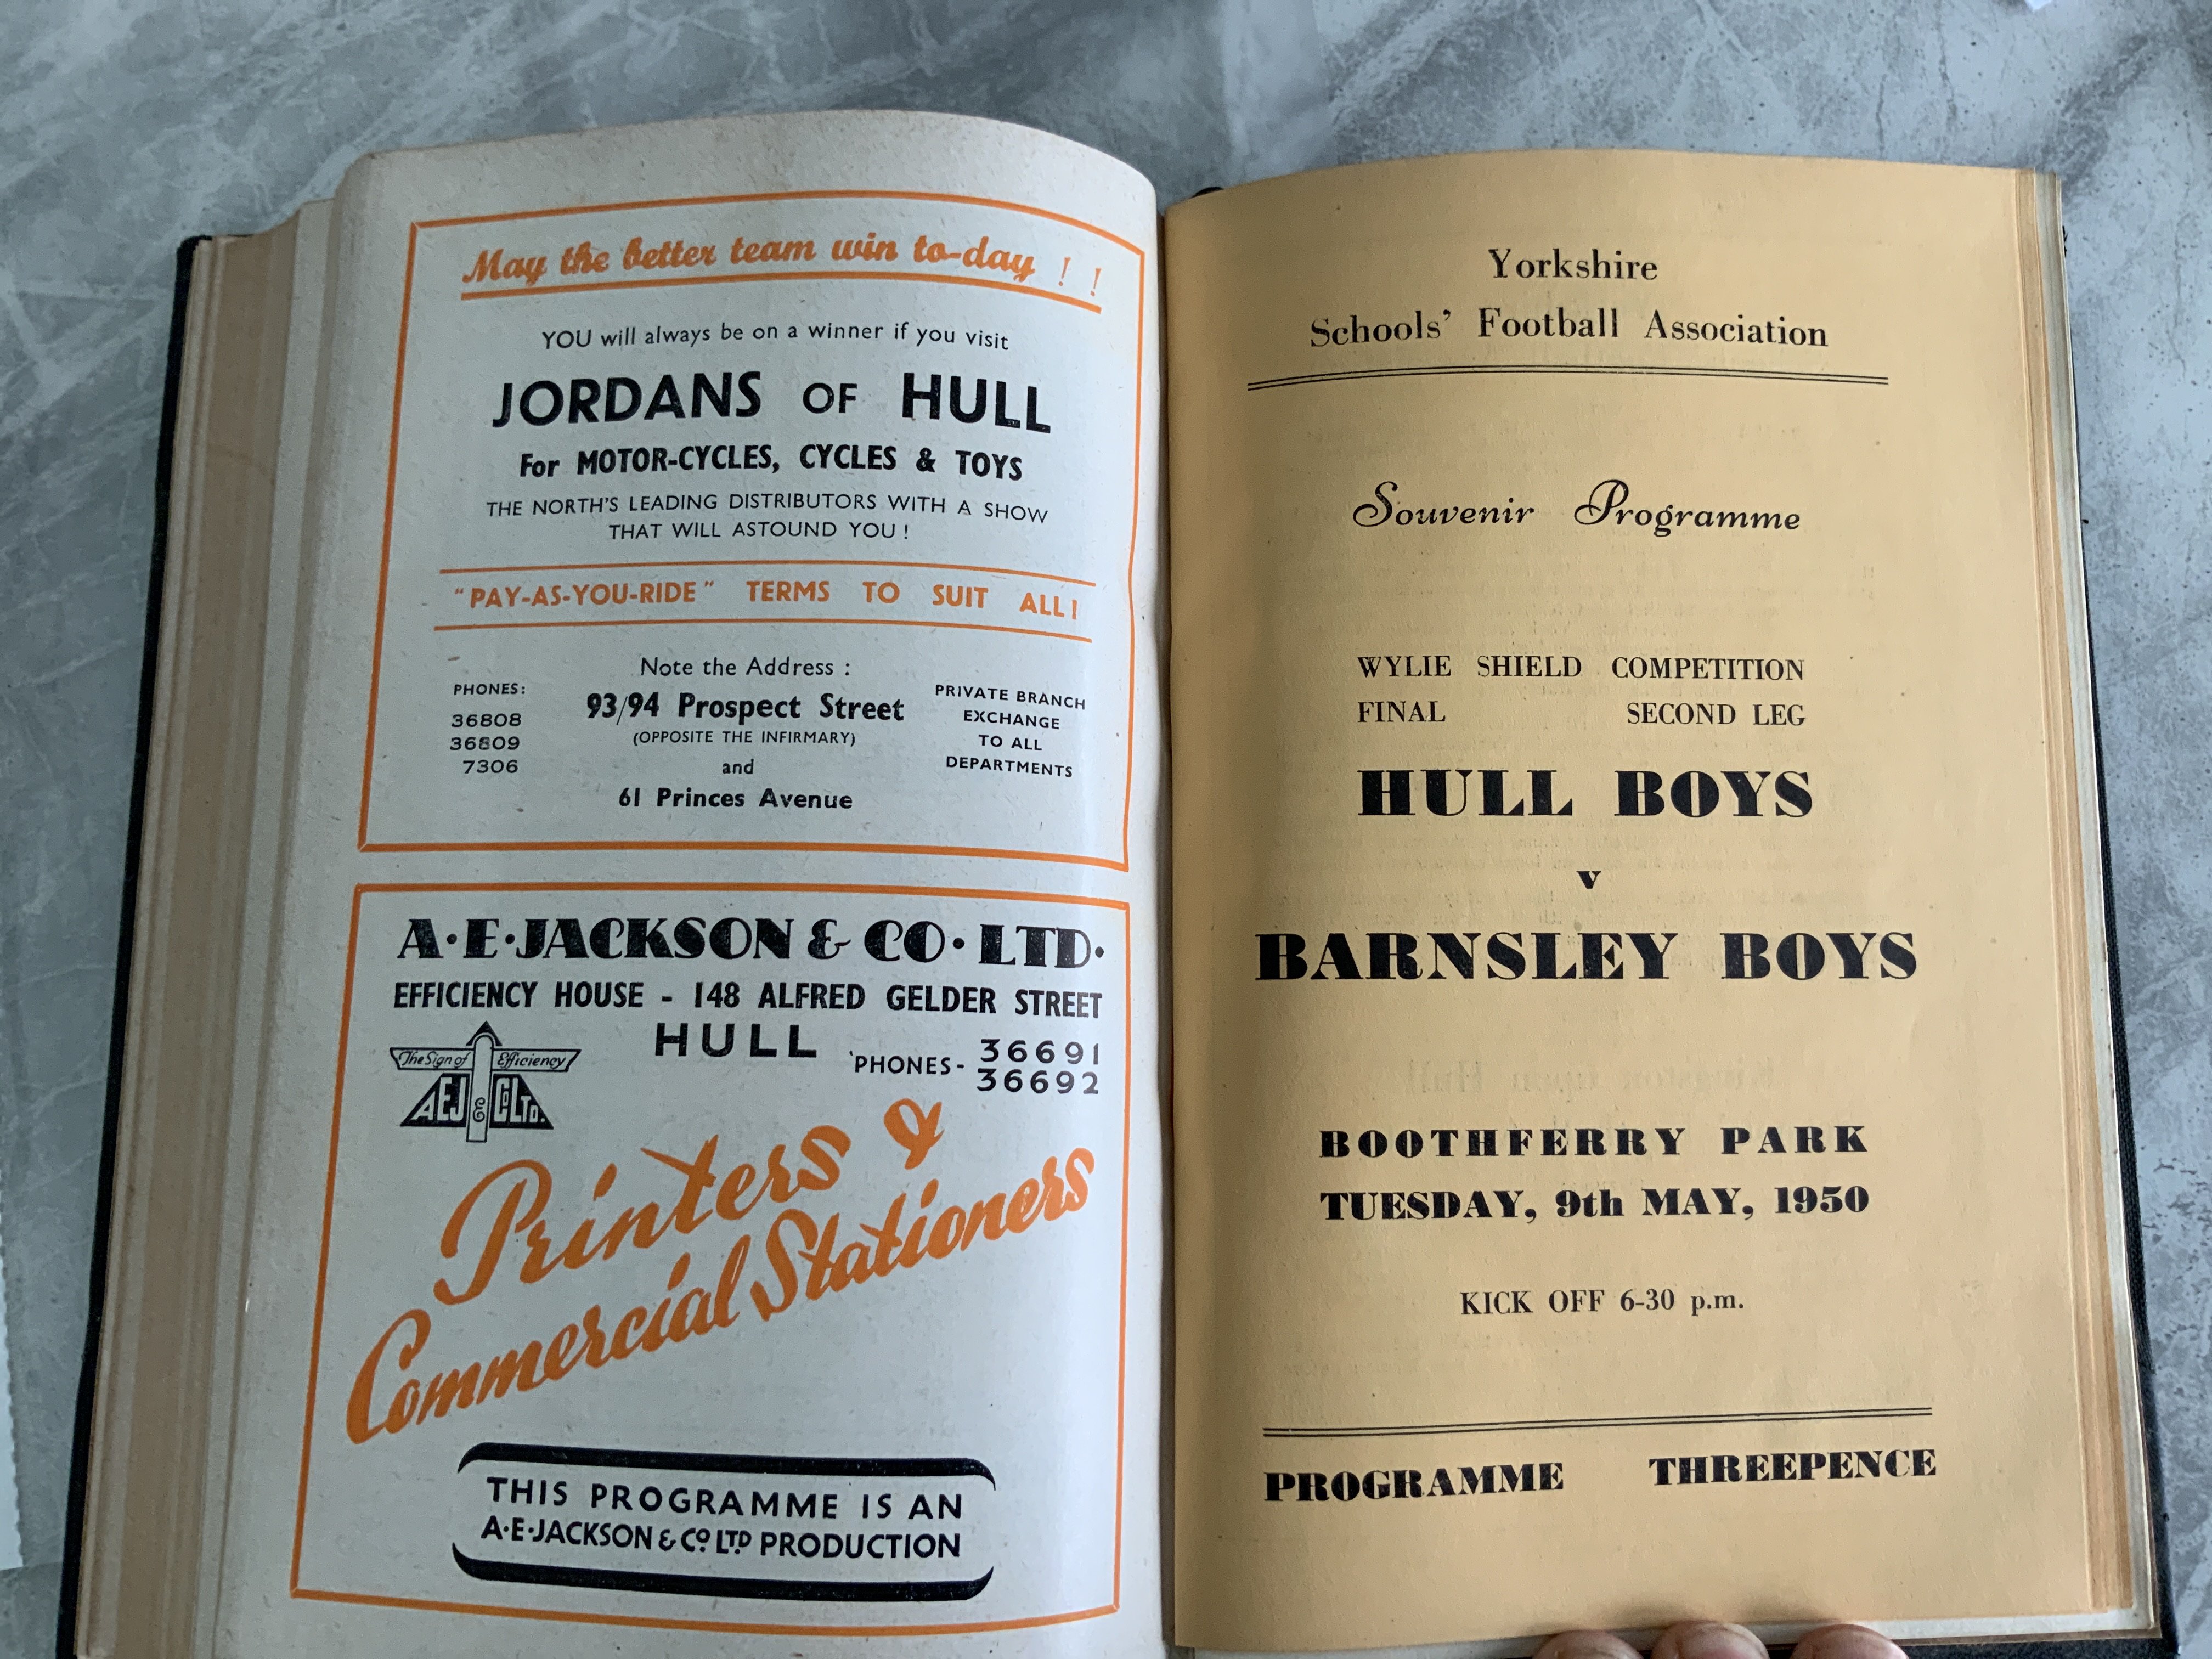 May the better team win to-day ! !
YOU will always be on a winner if you visit
JORDANS OF HULL
For MOTOR-CYCLES, CYCLES & TOYS
THE NORTH'S LEADING DISTRIBUTORS WITH A SHOW
THAT WILL ASTOUND YOU !
"PAY-AS-YOU-RIDE" TERMS TO SUIT ALL!
Note the Address :
PHONES:
36808
36809
7306
93/94 Prospect Street
(OPPOSITE THE INFIRMARY)
and
61 Princes Avenue
PRIVATE BRANCH
EXCHANGE
TO ALL
DEPARTMENTS
A·E·JACKSON & CO· LTD·
EFFICIENCY HOUSE - 148 ALFRED GELDER STREET
HULL
'PHONES- 36691
36692
The Sign of Efficiency
AEJ & Co LTD.
Printers &
Commercial Stationers
THIS PROGRAMME IS AN
A·E·JACKSON & Co LTD PRODUCTION
Yorkshire
Schools' Football Association
Souvenir Programme
WYLIE SHIELD COMPETITION
FINAL SECOND LEG
HULL BOYS
v
BARNSLEY BOYS
BOOTHFERRY PARK
TUESDAY, 9th MAY, 1950
KICK OFF 6-30 p.m.
PROGRAMME THREEPENCE